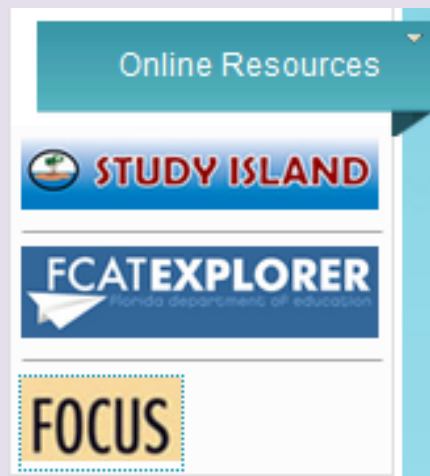 Online Resources
STUDY ISLAND
FCATEXPLORER
florida department of education
FOCUS